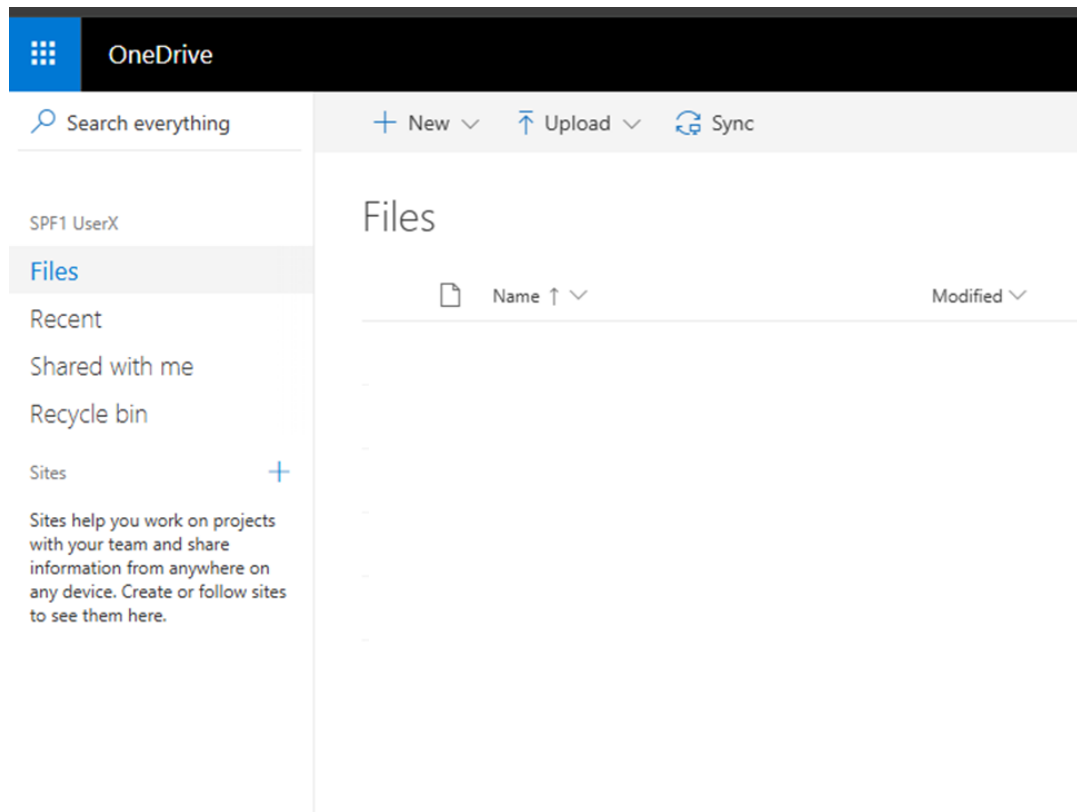 OneDrive
Search everything
New
Upload
Sync
SPF1 UserX
Files
Recent
Shared with me
Recycle bin
Sites
Sites help you work on projects
with your team and share
information from anywhere on
any device. Create or follow sites
to see them here.
Files
Name
Modified